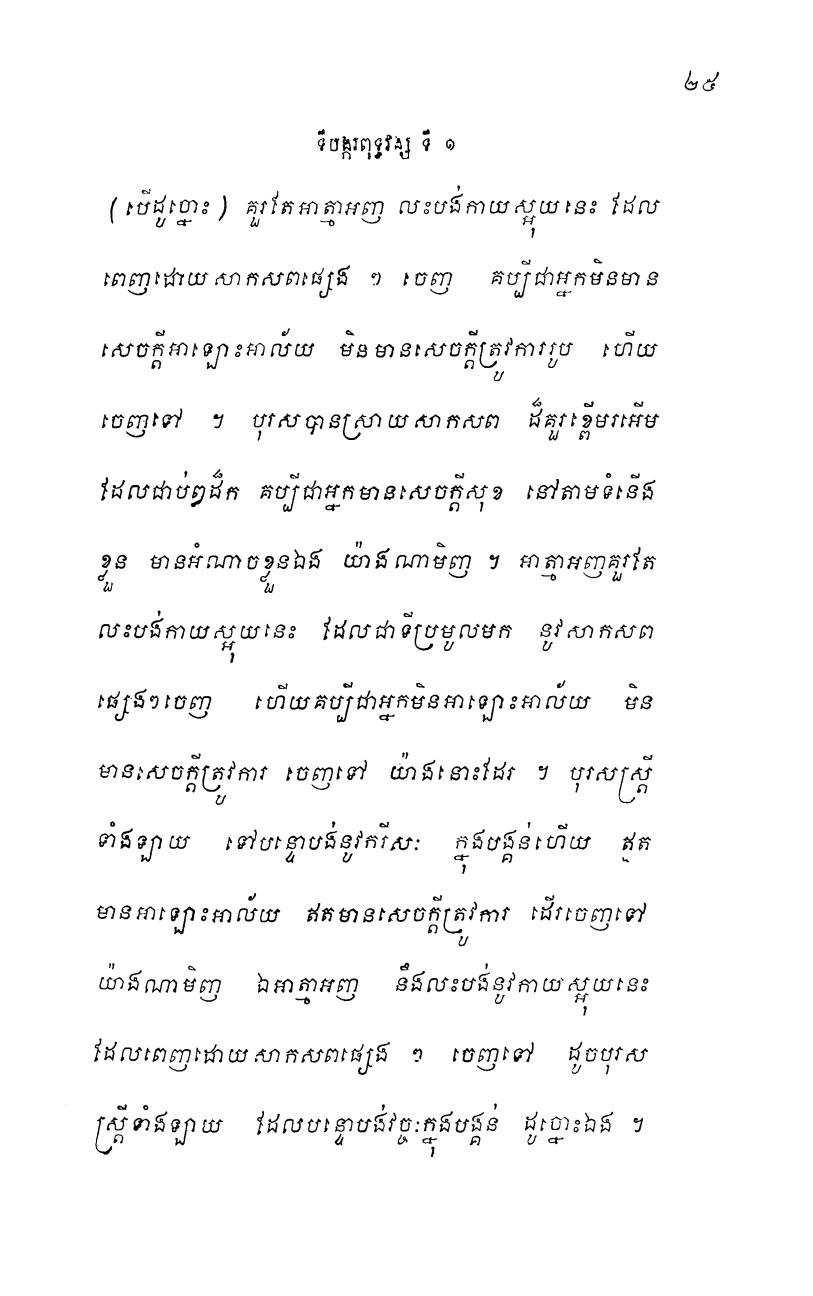 ២៥
ទីបង្ករពុទ្ធវង្ស ទី ១
(បើដូច្នោះ) គួរតែអាត្មាអញ លះបង់កាយស្អុយនេះ ដែល
ពេញដោយសាកសពផ្សេង ៗ ចេញ គប្បីជាអ្នកមិនមាន
សេចក្តីអាឡោះអាល័យ មិនមានសេចក្តីត្រូវការរូប ហើយ
ចេញទៅ ។ បុរសបានស្រាយសាកសព ដ៏គួរខ្ពើមរអើម
ដែលជាប់ឰដ៏ក គប្បីជាអ្នកមានសេចក្តីសុខ នៅតាមទំនើង
ខ្លួន មានអំណាចខ្លួនឯង យ៉ាងណាមិញ ។ អាត្មាអញគួរតែ
លះបង់កាយស្អុយនេះ ដែលជាទីប្រមូលមក នូវសាកសព
ផ្សេងៗចេញ ហើយគប្បីជាអ្នកមិនអាឡោះអាល័យ មិន
មានសេចក្តីត្រូវការ ចេញទៅ យ៉ាងនោះដែរ ។ បុរសស្រ្តី
ទាំងឡាយ ទៅបន្ទោបង់នូវករីសៈ ក្នុងបង្គន់ហើយ ឥត
មានអាឡោះអាល័យ ឥតមានសេចក្តីត្រូវការ ដើរចេញទៅ
យ៉ាងណាមិញ ឯអាត្មាអញ នឹងលះបង់នូវកាយស្អុយនេះ
ដែលពេញដោយសាកសពផ្សេង ៗ ចេញទៅ ដូចបុរស
ស្រ្តីទាំងឡាយ ដែលបន្ទោបង់វច្ចៈក្នុងបង្គន់ ដូច្នោះឯង ។